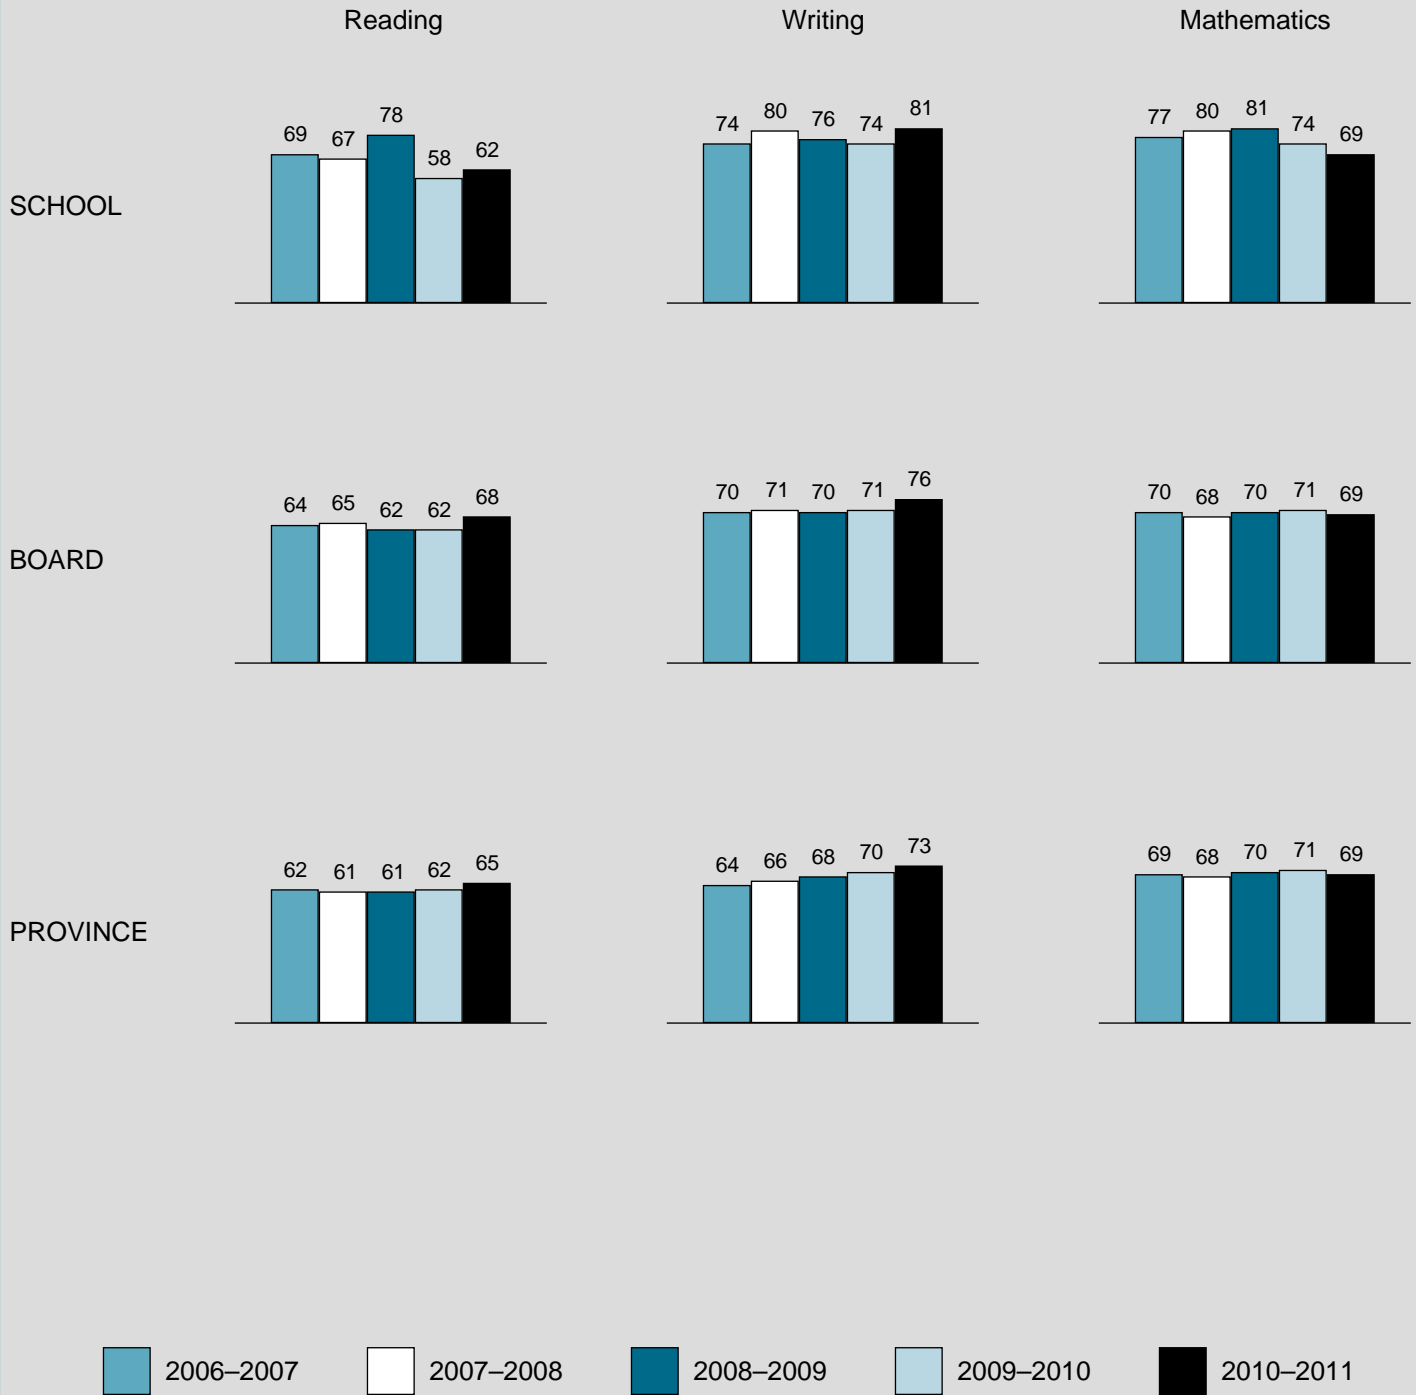 Reading Writing Mathematics
69 67 78 58 62 74 80 76 74 81 77 80 81 74 69
SCHOOL
64 65 62 62 68 70 71 70 71 76 70 68 70 71 69
BOARD
62 61 61 62 65 64 66 68 70 73 69 68 70 71 69
PROVINCE
2006–2007 2007–2008 2008–2009 2009–2010 2010–2011